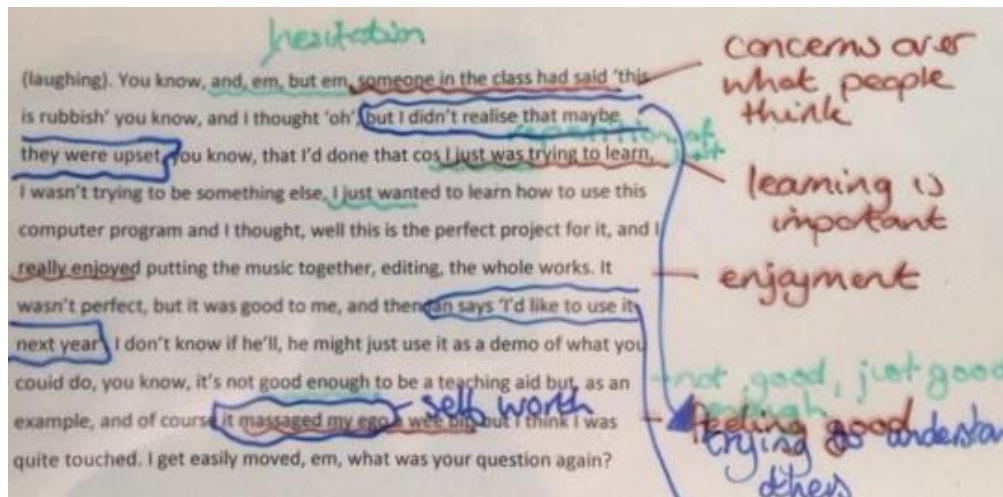 hesitation
(laughing). You know, and, em, but em, someone in the class had said 'this
is rubbish' you know, and I thought 'oh', but I didn't realise that maybe
they were upset, you know, that I'd done that cos I just was trying to learn,
I wasn't trying to be something else, I just wanted to learn how to use this
computer program and I thought, well this is the perfect project for it, and I
really enjoyed putting the music together, editing, the whole works. It
wasn't perfect, but it was good to me, and then an says 'I'd like to use it
next year' I don't know if he'll, he might just use it as a demo of what you
could do, you know, it's not good enough to be a teaching aid but, as an
example, and of course it massaged my ego a wee bit, but I think I was
quite touched. I get easily moved, em, what was your question again?
concerns over
what people
think
repetition of
learning is
important
enjoyment
not good, just good
enough
feeling good
self worth
trying to understand
others